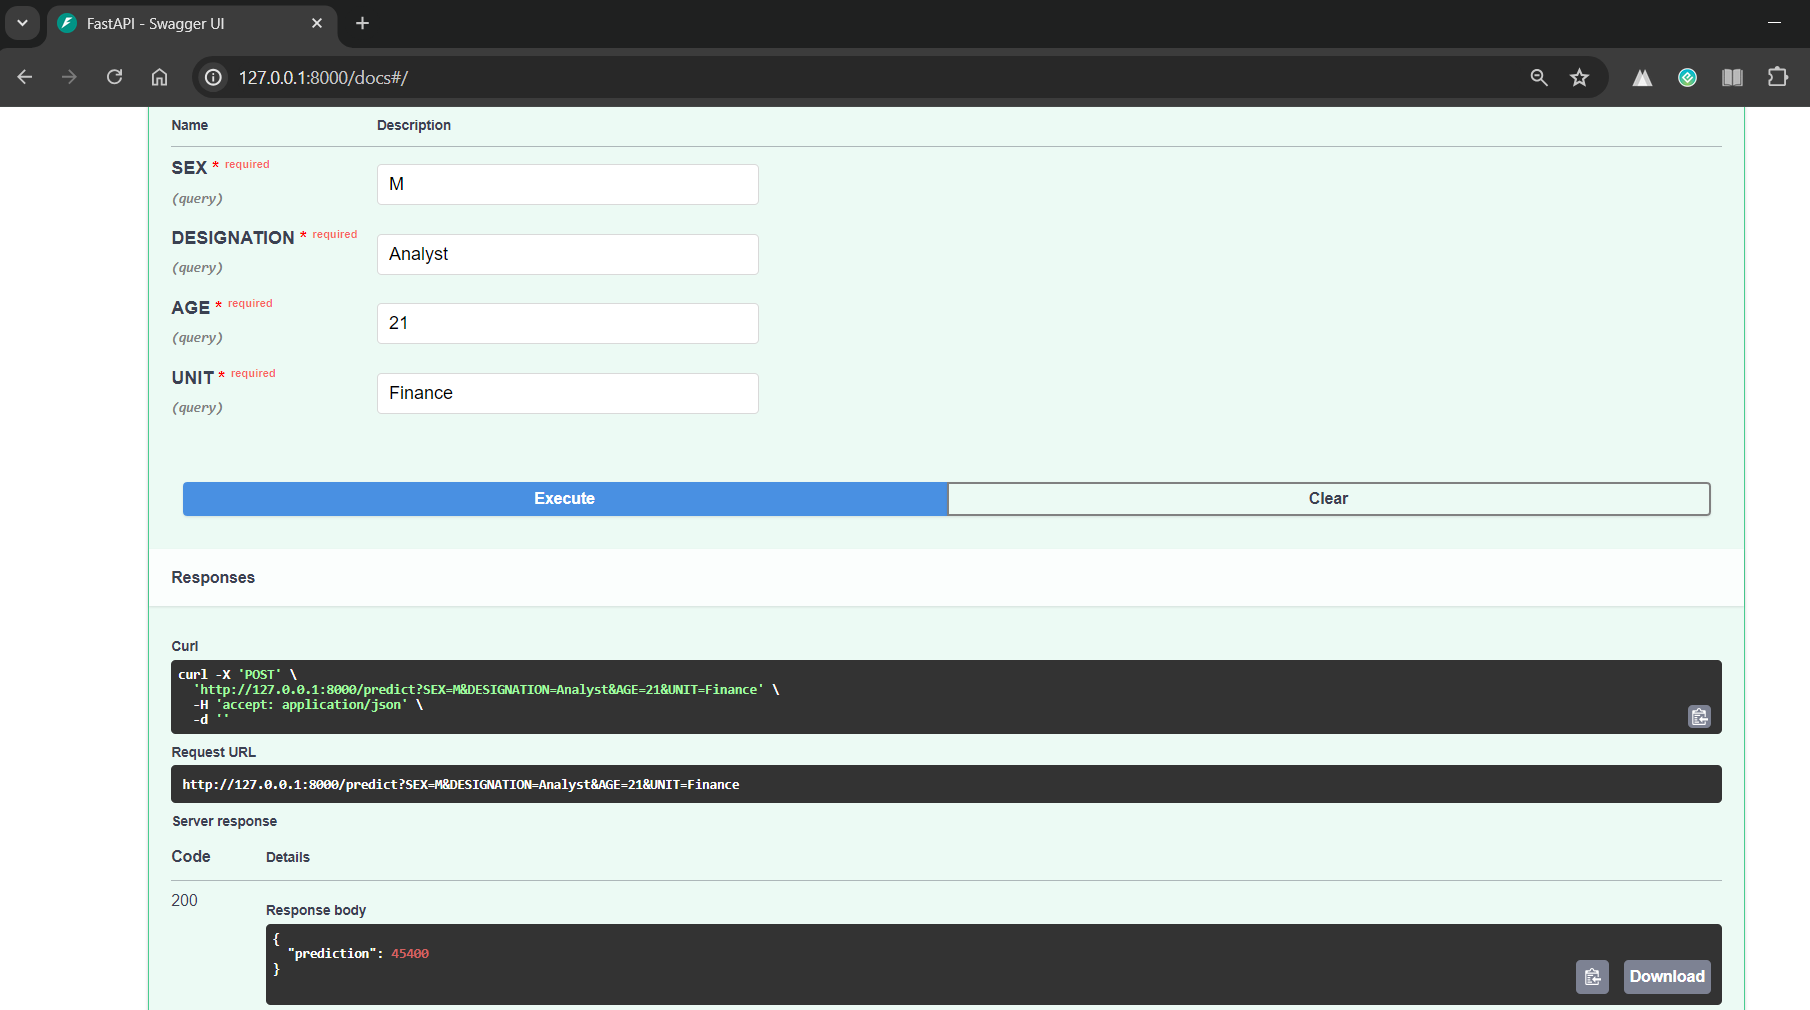 FastAPI - Swagger UI
127.0.0.1:8000/docs#/
Name Description
SEX * required
(query)
M
DESIGNATION * required
(query)
Analyst
AGE * required
(query)
21
UNIT * required
(query)
Finance
Execute Clear
Responses
Curl
curl -X 'POST' \
'http://127.0.0.1:8000/predict?SEX=M&DESIGNATION=Analyst&AGE=21&UNIT=Finance' \
-H 'accept: application/json' \
-d ''
Request URL
http://127.0.0.1:8000/predict?SEX=M&DESIGNATION=Analyst&AGE=21&UNIT=Finance
Server response
Code Details
200
Response body
{
"prediction": 45400
}
Download